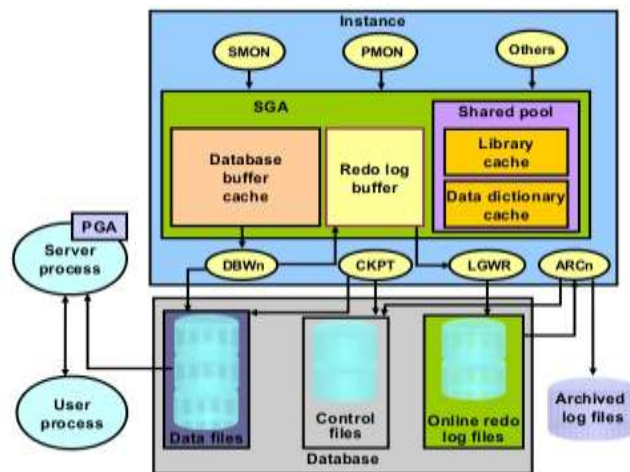 Instance
SMON
PMON
Others
SGA
Shared pool
Database
buffer
cache
Redo log
buffer
Library
cache
Data dictionary
cache
PGA
Server
process
DBWn
CKPT
LGWR
ARCn
User
process
Data files
Control
files
Online redo
log files
Archived
log files
Database